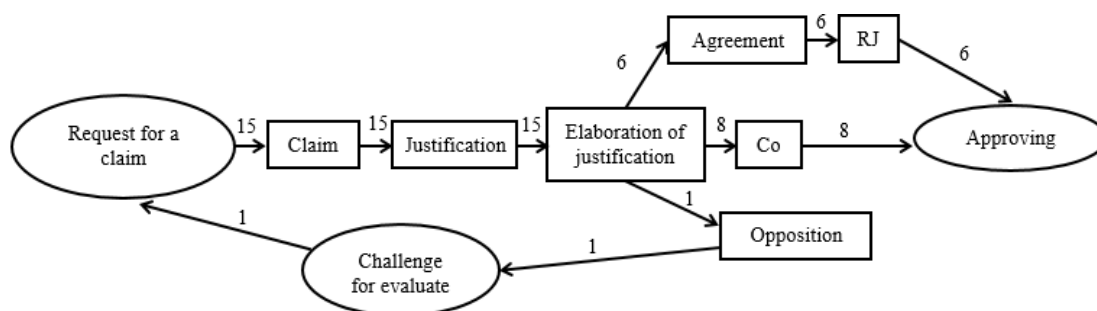 Request for a
claim
15
Claim
15
Justification
15
Elaboration of
justification
6
Agreement
6
RJ
6
8
Co
8
Approving
1
Opposition
1
Challenge
for evaluate
1